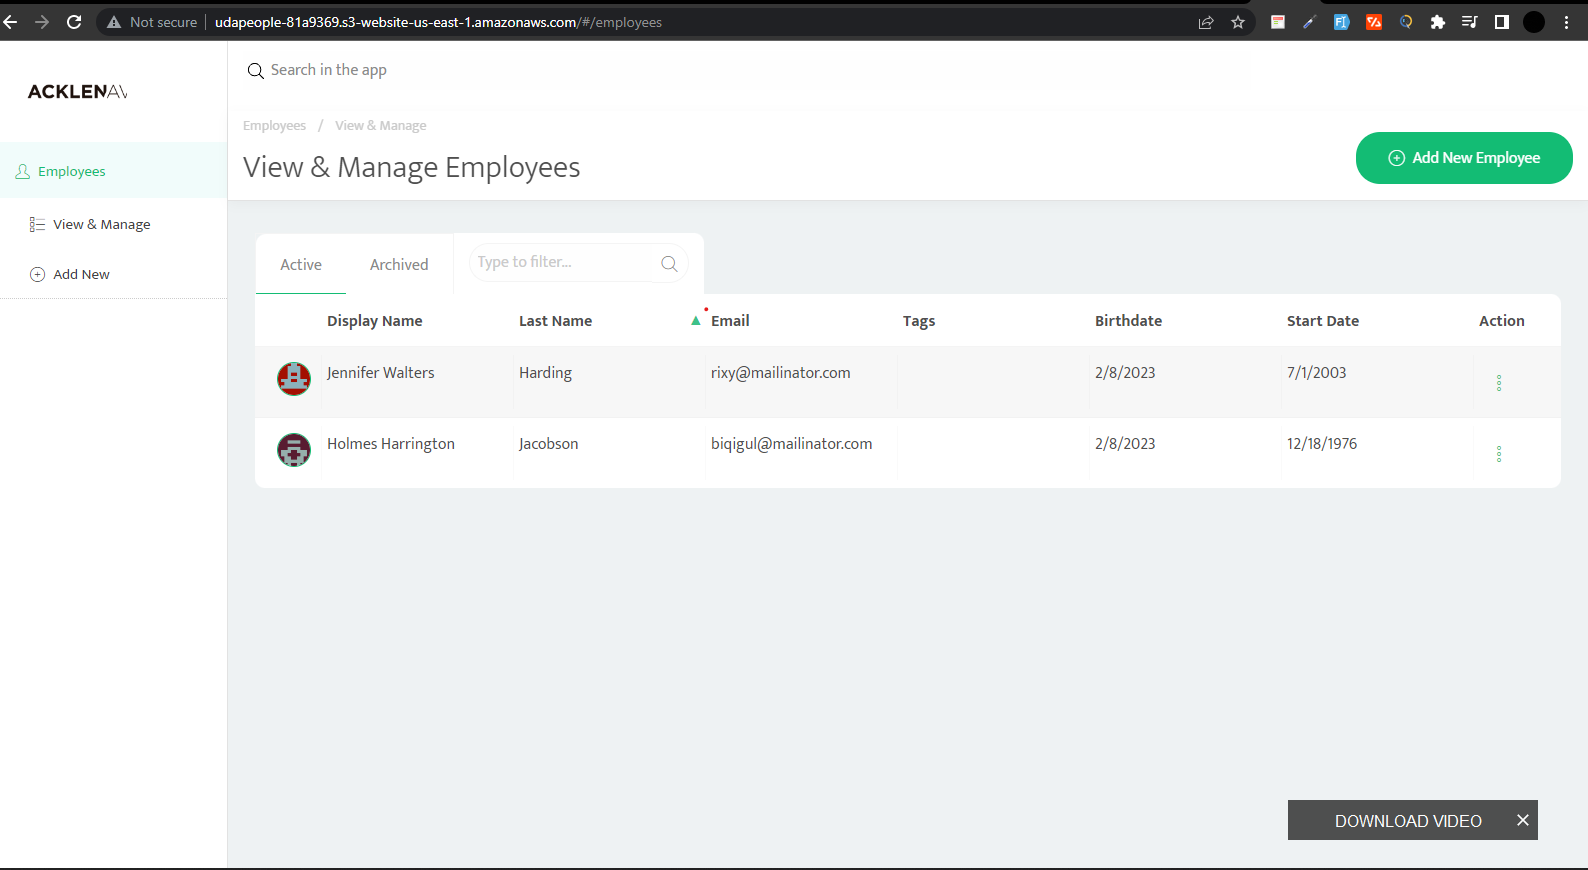 Not secure udapeople-81a9369.s3-website-us-east-1.amazonaws.com/#/employees
ACKLENAV
Search in the app
Employees / View & Manage
View & Manage Employees
Add New Employee
Employees
View & Manage
Add New
Active Archived Type to filter...
Display Name Last Name Email Tags Birthdate Start Date Action
Jennifer Walters Harding rixy@mailinator.com 2/8/2023 7/1/2003
Holmes Harrington Jacobson biqigul@mailinator.com 2/8/2023 12/18/1976
DOWNLOAD VIDEO